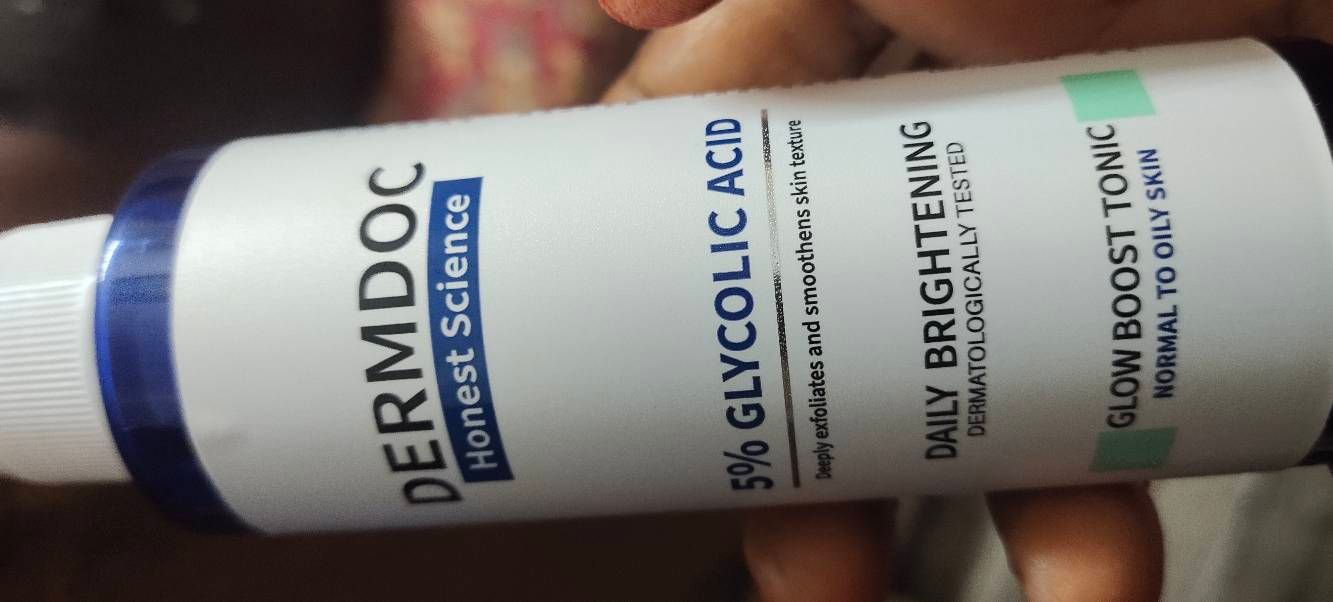 DERMDOC
Honest Science
5% GLYCOLIC ACID
Deeply exfoliates and smoothens skin texture
DAILY BRIGHTENING
DERMATOLOGICALLY TESTED
GLOW BOOST TONIC
NORMAL TO OILY SKIN